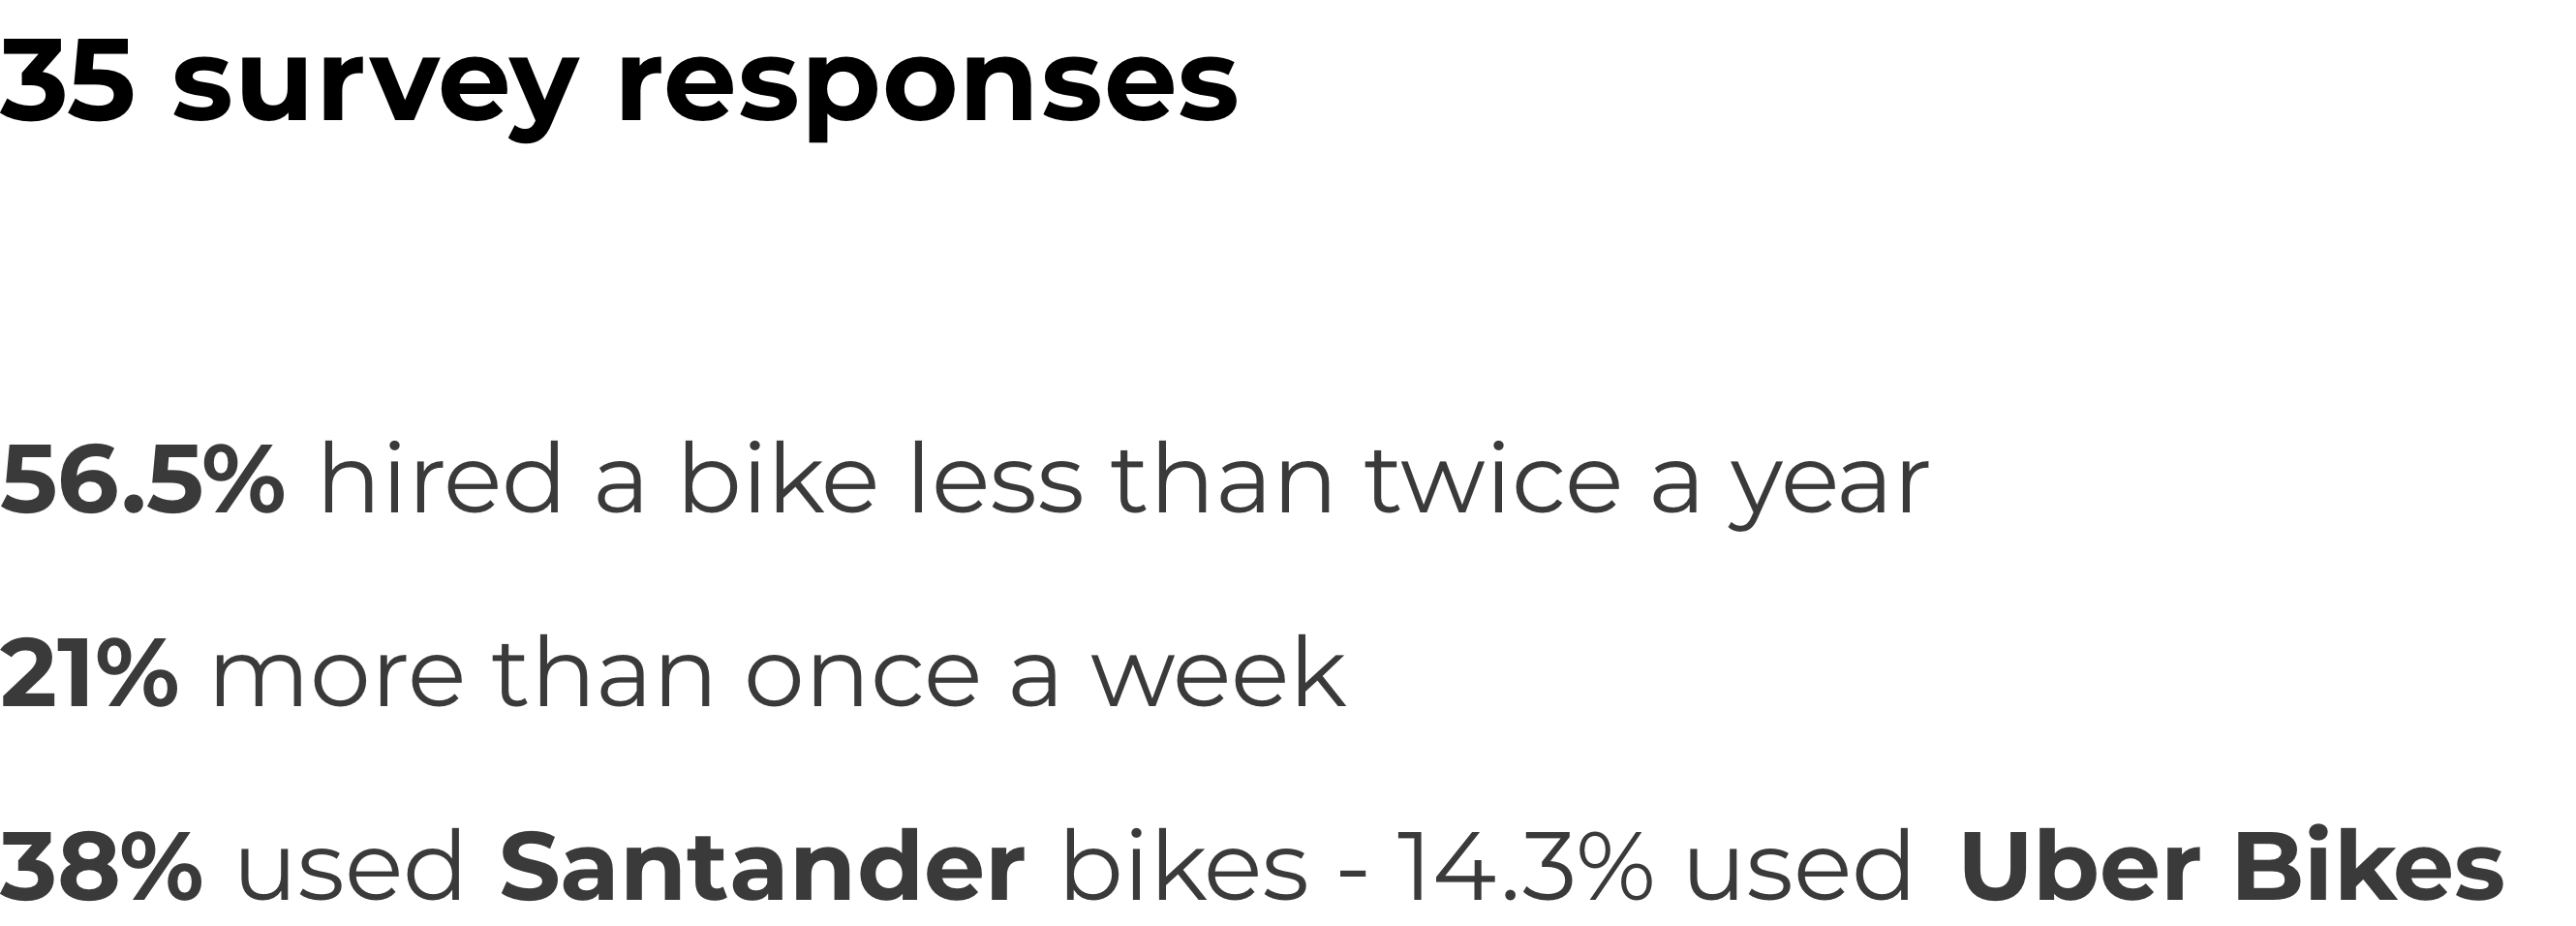 35 survey responses
56.5% hired a bike less than twice a year
21% more than once a week
38% used Santander bikes - 14.3% used Uber Bikes